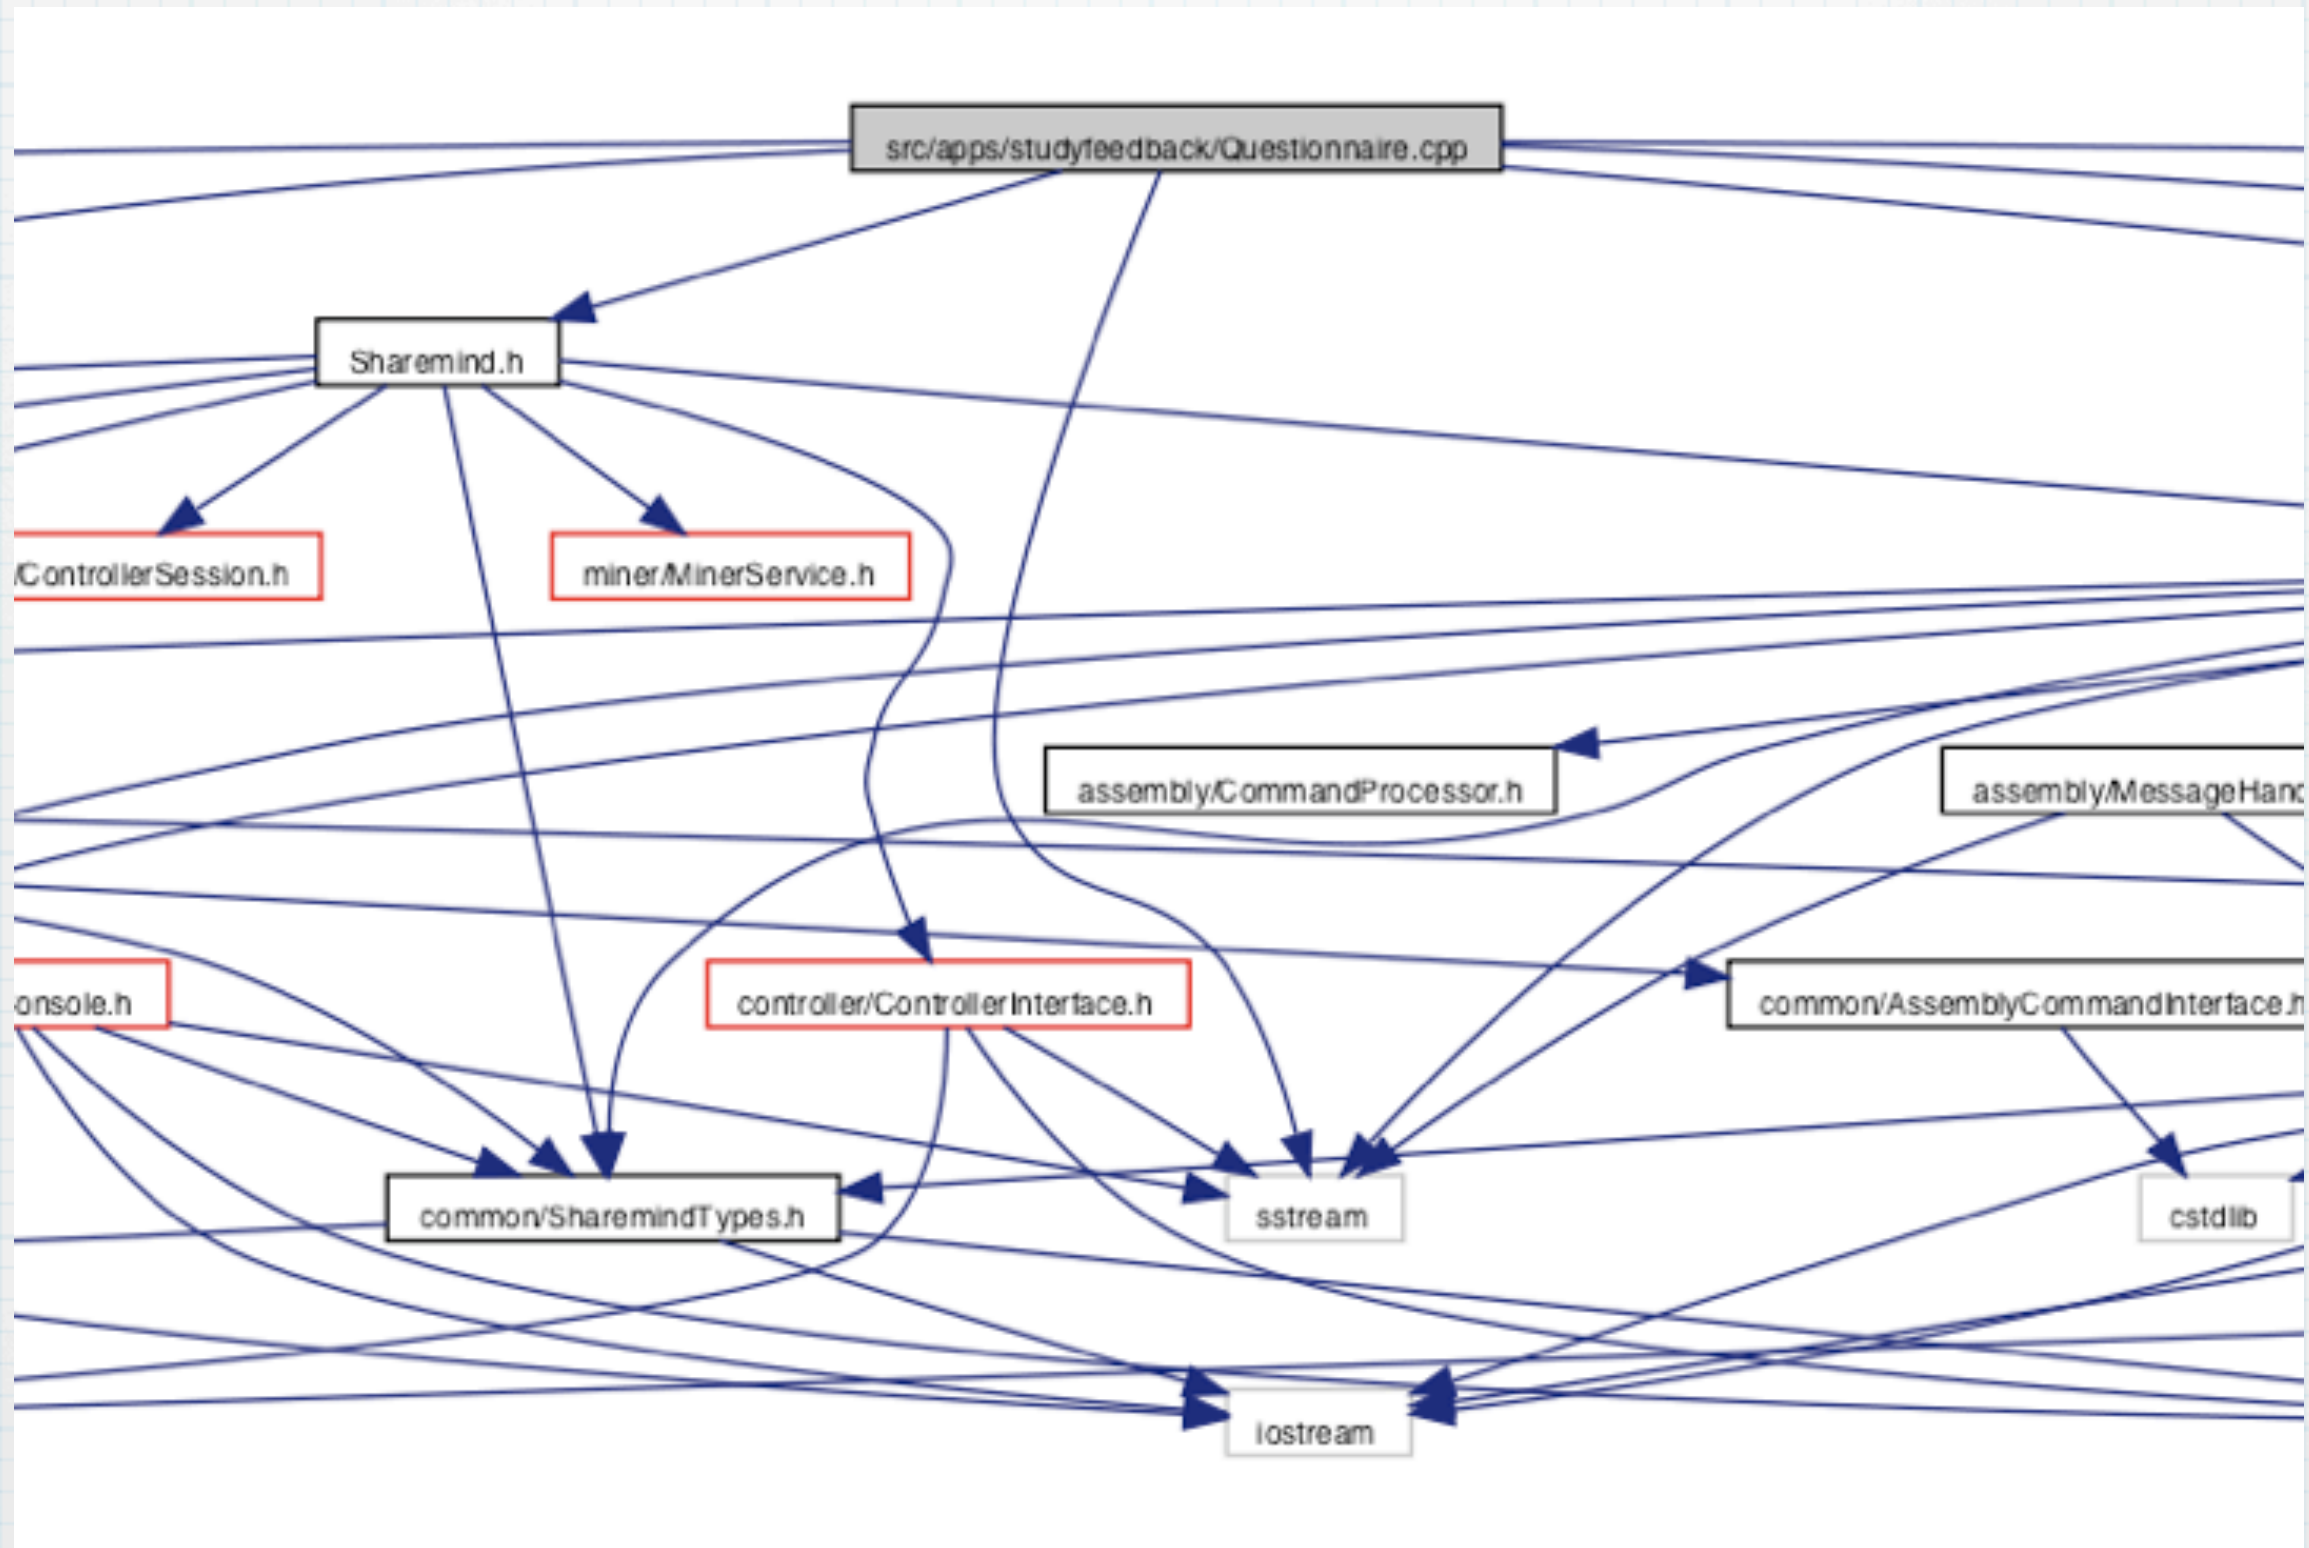 src/apps/studyfeedback/Questionnaire.cpp
Sharemind.h
/ControllerSession.h
miner/MinerService.h
assembly/CommandProcessor.h
assembly/MessageHand
onsole.h
controller/ControllerInterface.h
common/AssemblyCommandInterface.h
common/SharemindTypes.h
sstream
cstdlib
iostream